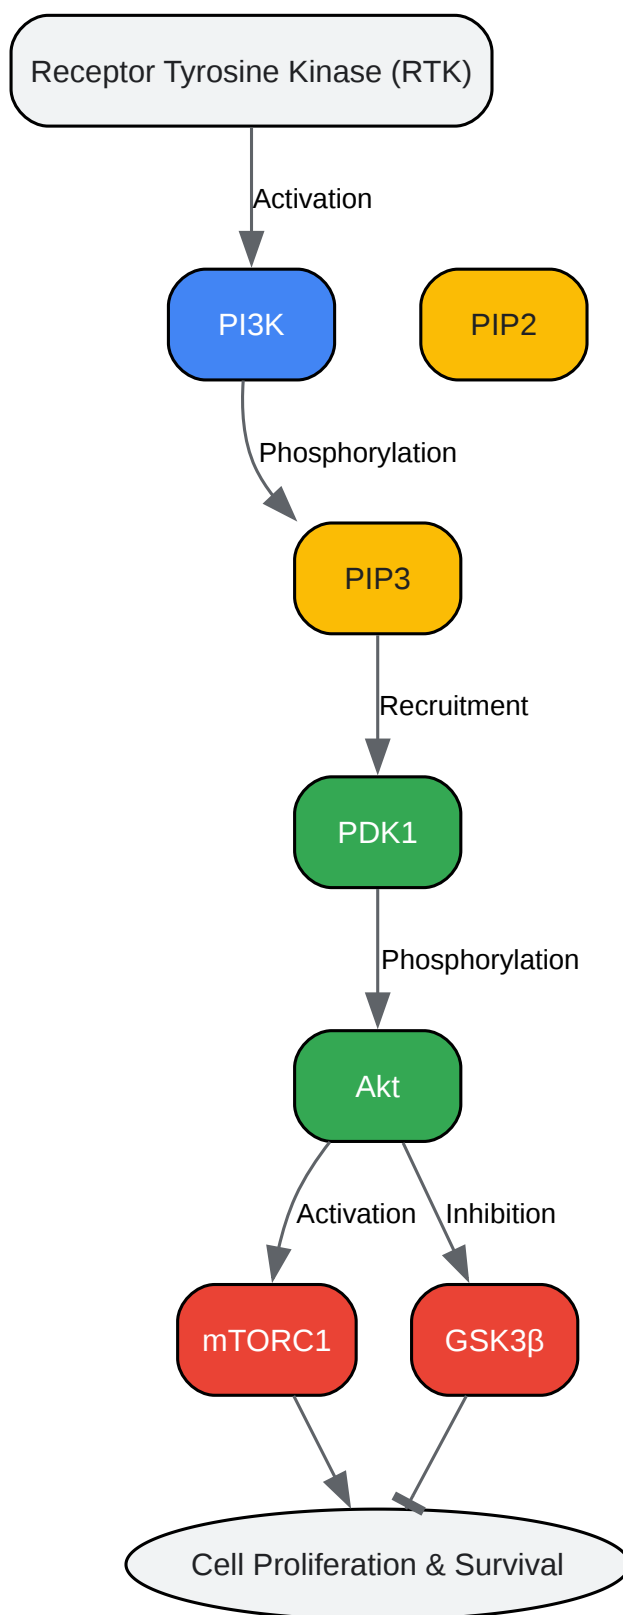 Receptor Tyrosine Kinase (RTK)
Activation
PI3K
PIP2
Phosphorylation
PIP3
Recruitment
PDK1
Phosphorylation
Akt
Activation
Inhibition
mTORC1
GSK3β
Cell Proliferation & Survival